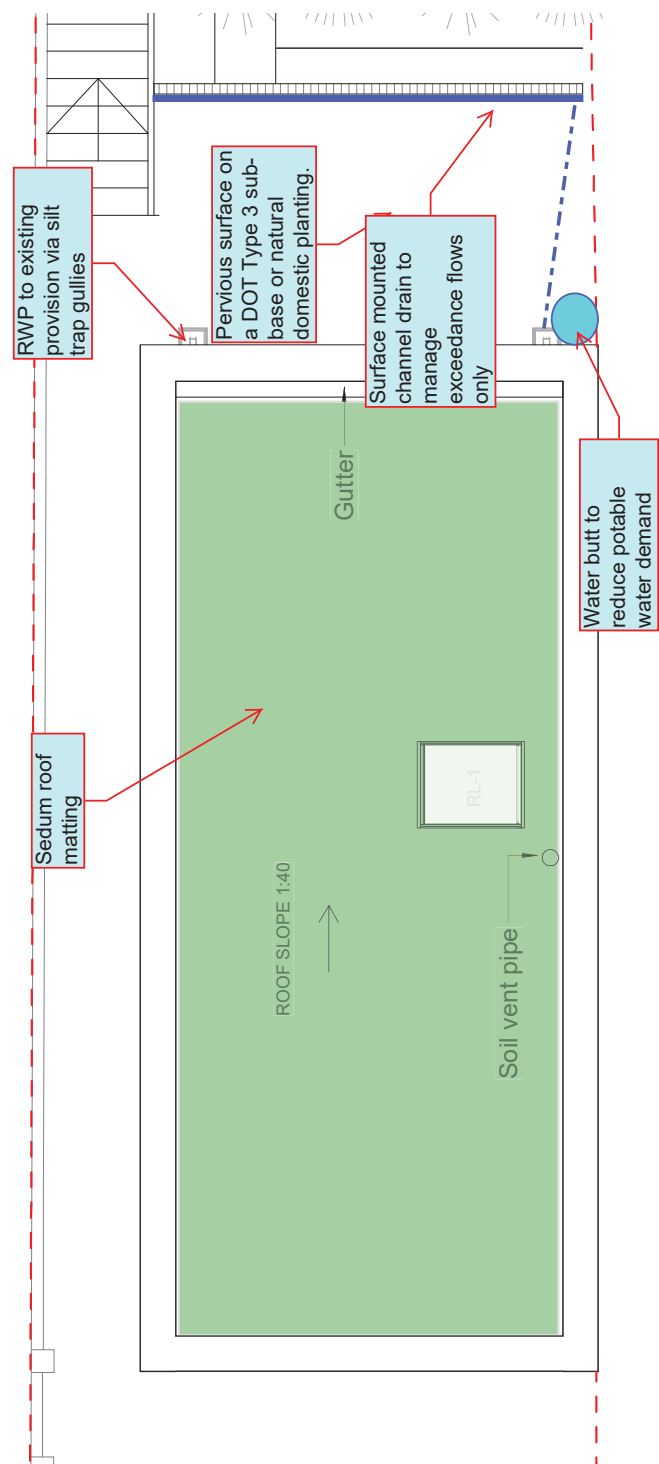 RWP to existing
provision via silt
trap gullies
Pervious surface on
a DOT Type 3 sub-
base or natural
domestic planting.
Surface mounted
channel drain to
manage
exceedance flows
only
Gutter
Water butt to
reduce potable
water demand
Sedum roof
matting
RL-1
ROOF SLOPE 1:40
Soil vent pipe